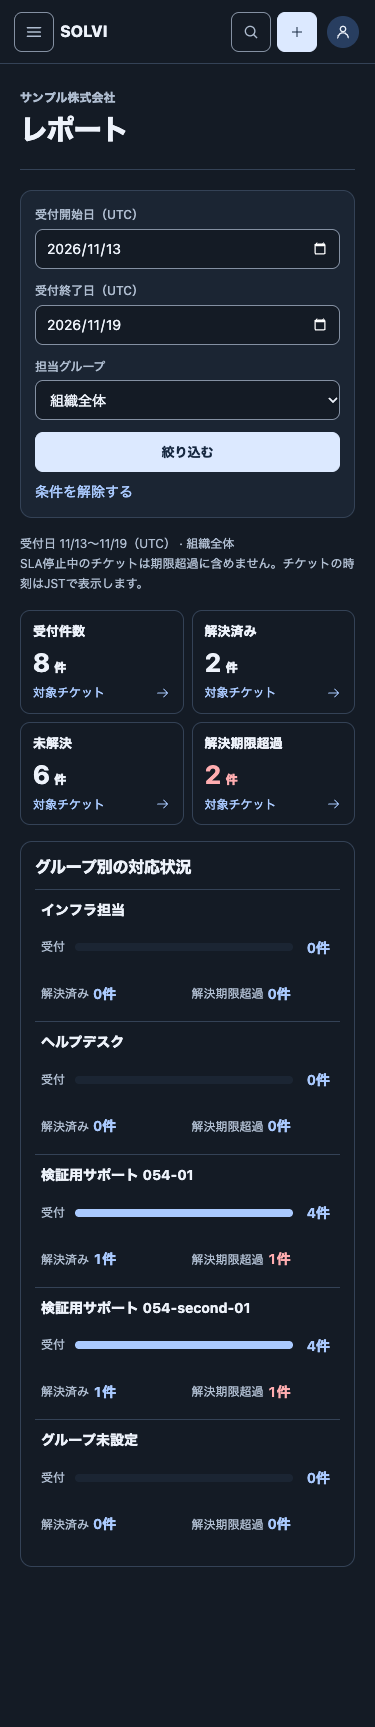 SOLVI
サンプル株式会社
レポート
受付開始日（UTC）
2026/11/13
受付終了日（UTC）
2026/11/19
担当グループ
組織全体
絞り込む
条件を解除する
受付日 11/13〜11/19（UTC）· 組織全体
SLA停止中のチケットは期限超過に含めません。チケットの時
刻はJSTで表示します。
受付件数
8 件
対象チケット →
解決済み
2 件
対象チケット →
未解決
6 件
対象チケット →
解決期限超過
2 件
対象チケット →
グループ別の対応状況
インフラ担当
受付 0件
解決済み 0件 解決期限超過 0件
ヘルプデスク
受付 0件
解決済み 0件 解決期限超過 0件
検証用サポート 054-01
受付 4件
解決済み 1件 解決期限超過 1件
検証用サポート 054-second-01
受付 4件
解決済み 1件 解決期限超過 1件
グループ未設定
受付 0件
解決済み 0件 解決期限超過 0件